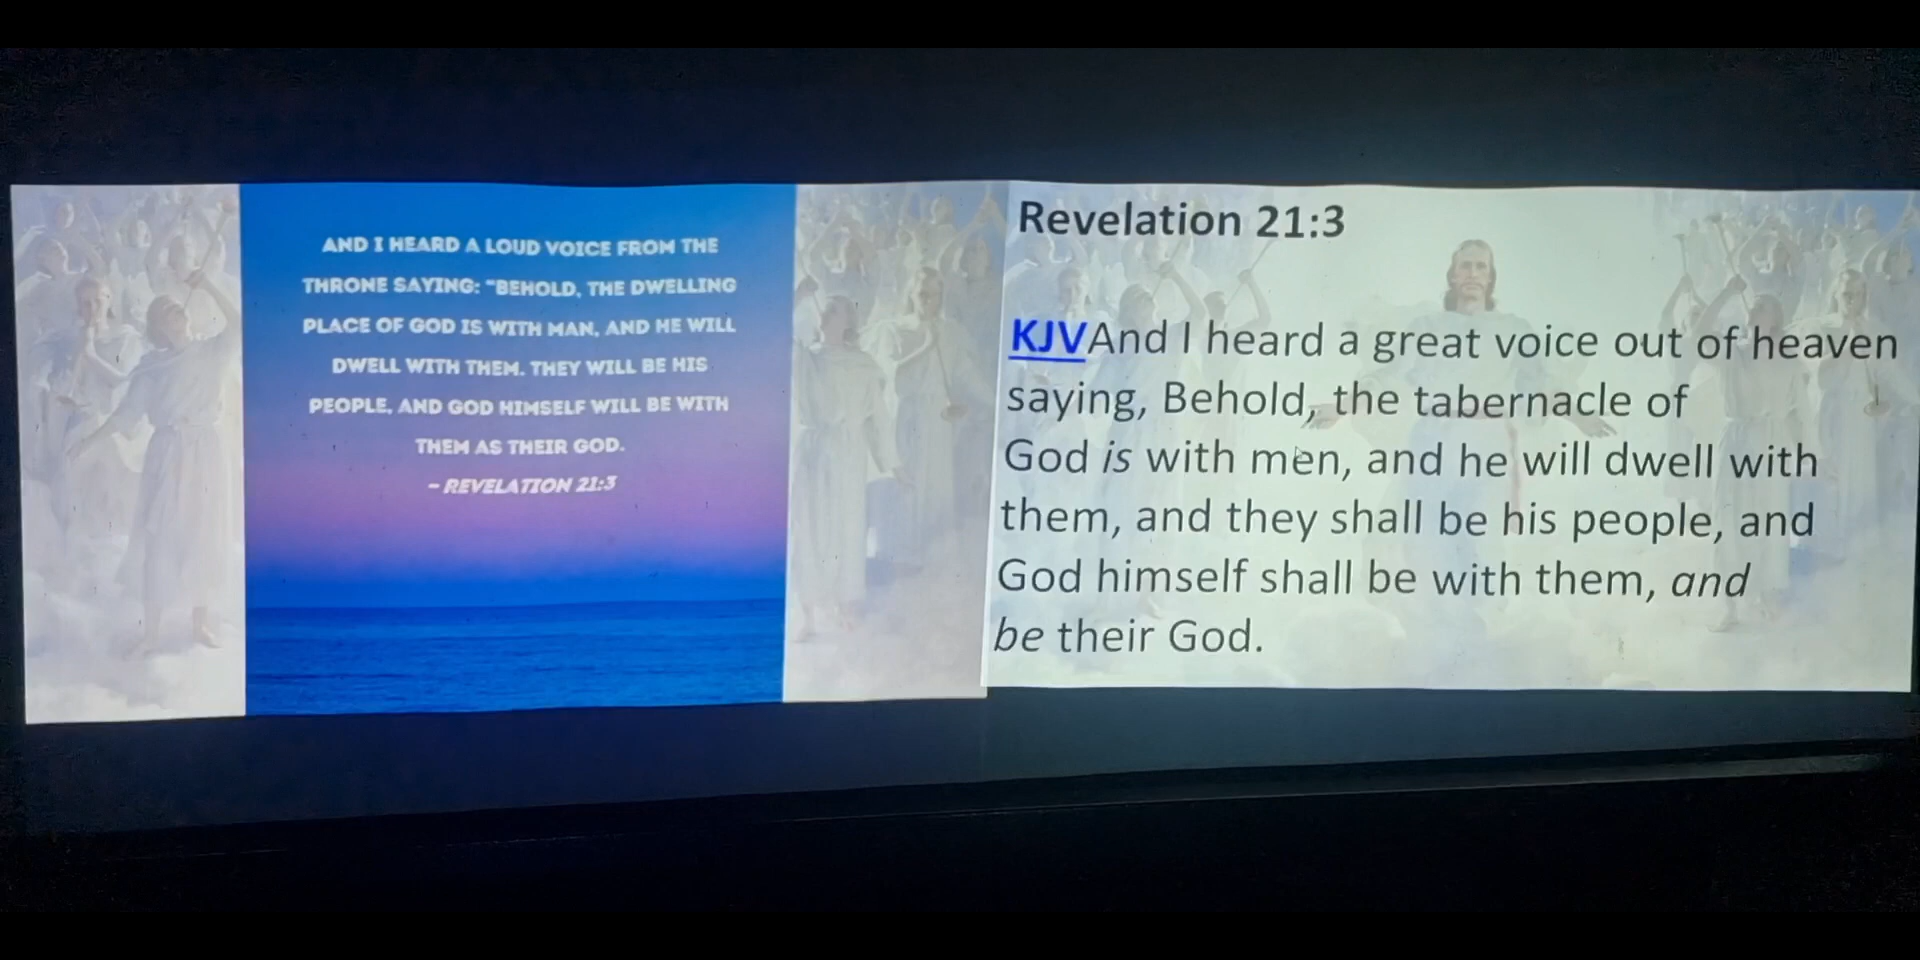 AND I HEARD A LOUD VOICE FROM THE
THRONE SAYING: "BEHOLD, THE DWELLING
PLACE OF GOD IS WITH MAN, AND HE WILL
DWELL WITH THEM. THEY WILL BE HIS
PEOPLE, AND GOD HIMSELF WILL BE WITH
THEM AS THEIR GOD.
- REVELATION 21:3
Revelation 21:3
KJVAnd I heard a great voice out of heaven
saying, Behold, the tabernacle of
God is with men, and he will dwell with
them, and they shall be his people, and
God himself shall be with them, and
be their God.